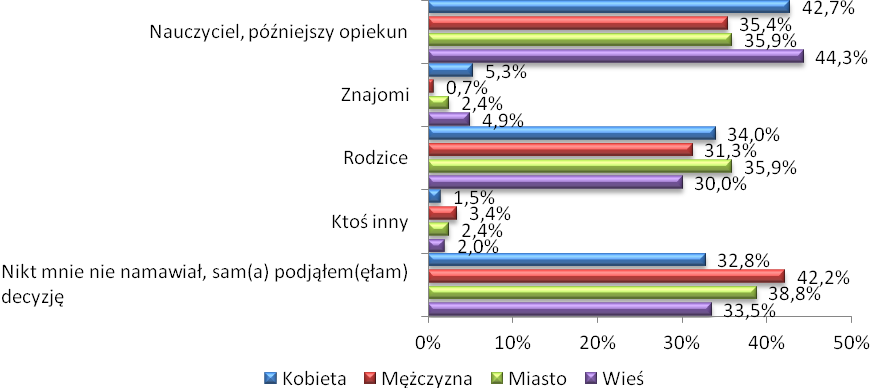 Nauczyciel, późniejszy opiekun
42,7%
35,4%
35,9%
44,3%
Znajomi
5,3%
0,7%
2,4%
4,9%
Rodzice
34,0%
31,3%
35,9%
30,0%
Ktoś inny
1,5%
3,4%
2,4%
2,0%
Nikt mnie nie namawiał, sam(a) podjąłem(ęłam)
decyzję
32,8%
42,2%
38,8%
33,5%
0% 10% 20% 30% 40% 50%
Kobieta Mężczyzna Miasto Wieś